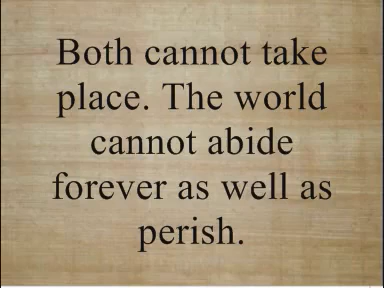 Both cannot take
place. The world
cannot abide
forever as well as
perish.